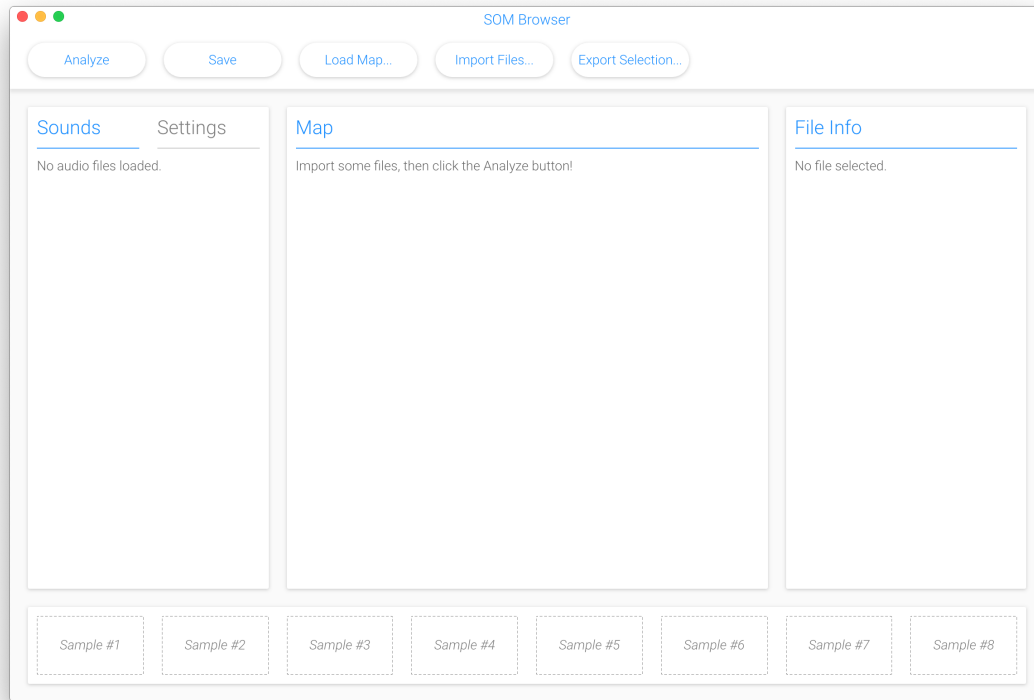 SOM Browser
Analyze
Save
Load Map...
Import Files...
Export Selection...
Sounds
Settings
No audio files loaded.
Map
Import some files, then click the Analyze button!
File Info
No file selected.
Sample #1
Sample #2
Sample #3
Sample #4
Sample #5
Sample #6
Sample #7
Sample #8